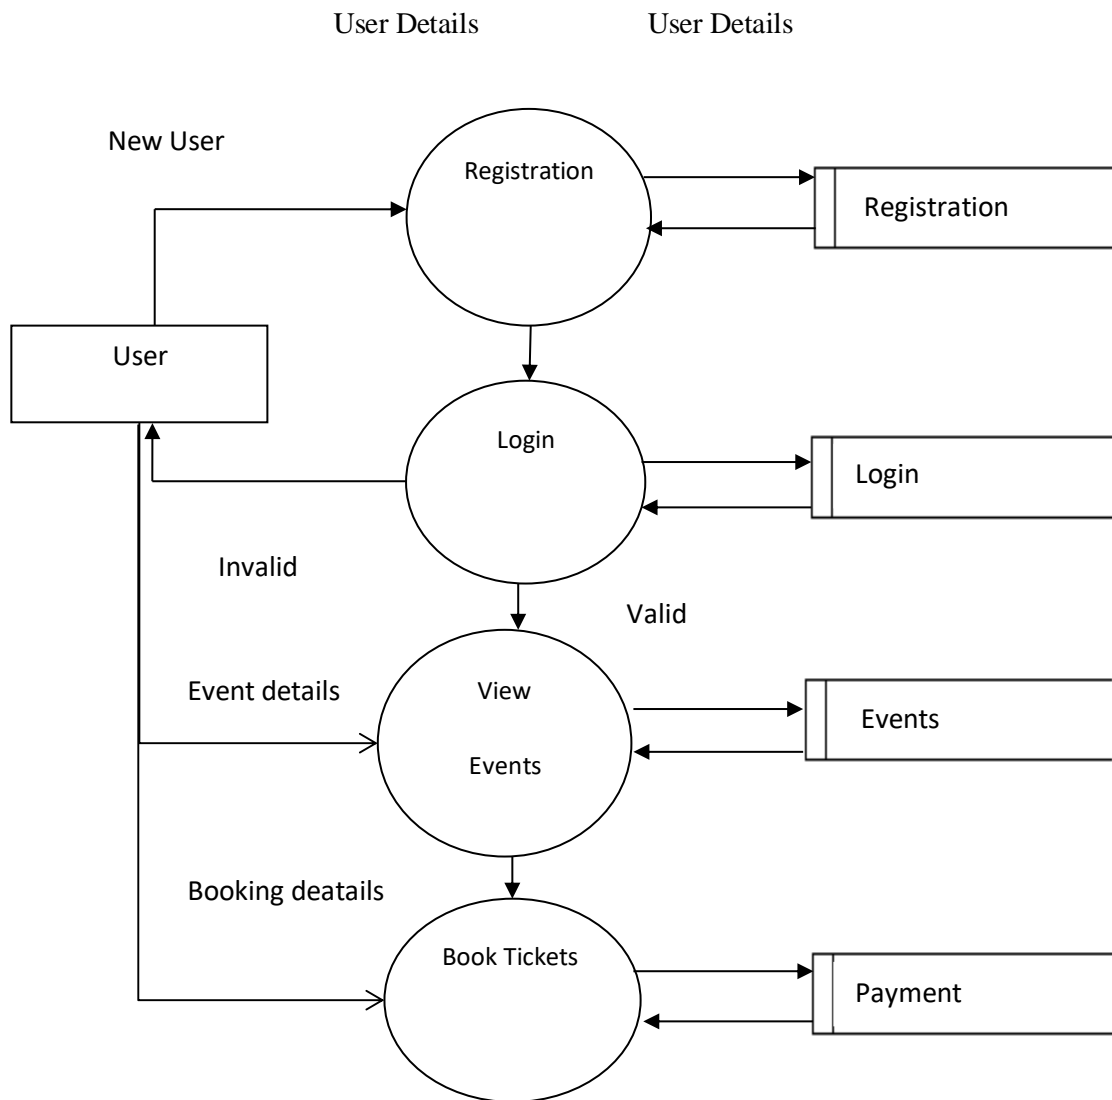 User Details
User Details
New User
Registration
Registration
User
Login
Login
Invalid
Valid
Event details
View
Events
Events
Booking deatails
Book Tickets
Payment